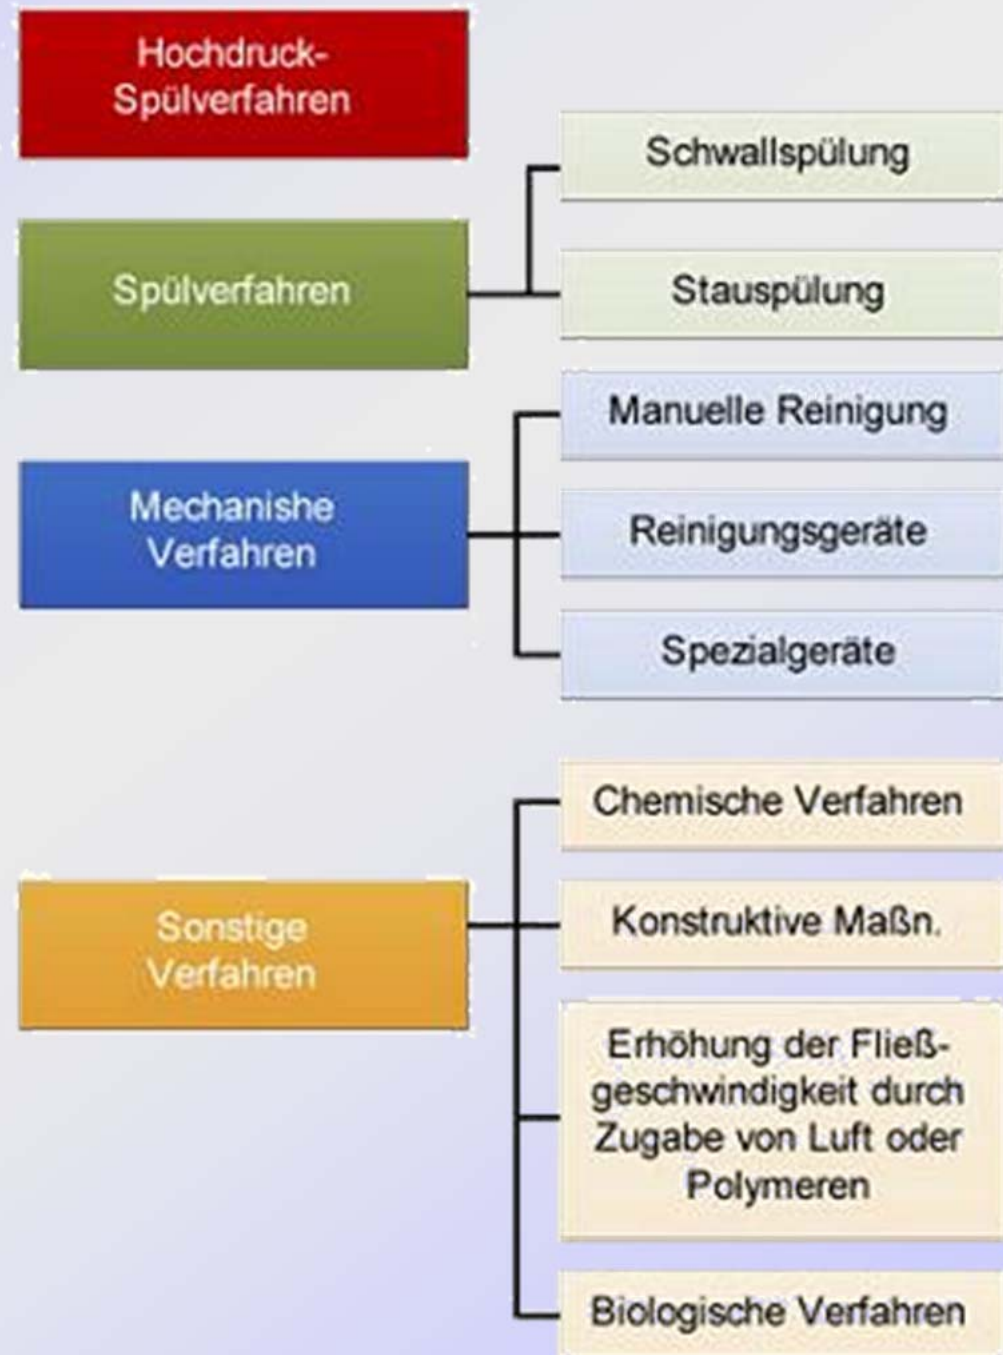 Hochdruck-
Spülverfahren
Spülverfahren
Schwallspülung
Stauspülung
Mechanishe
Verfahren
Manuelle Reinigung
Reinigungsgeräte
Spezialgeräte
Sonstige
Verfahren
Chemische Verfahren
Konstruktive Maßn.
Erhöhung der Fließ-
geschwindigkeit durch
Zugabe von Luft oder
Polymeren
Biologische Verfahren